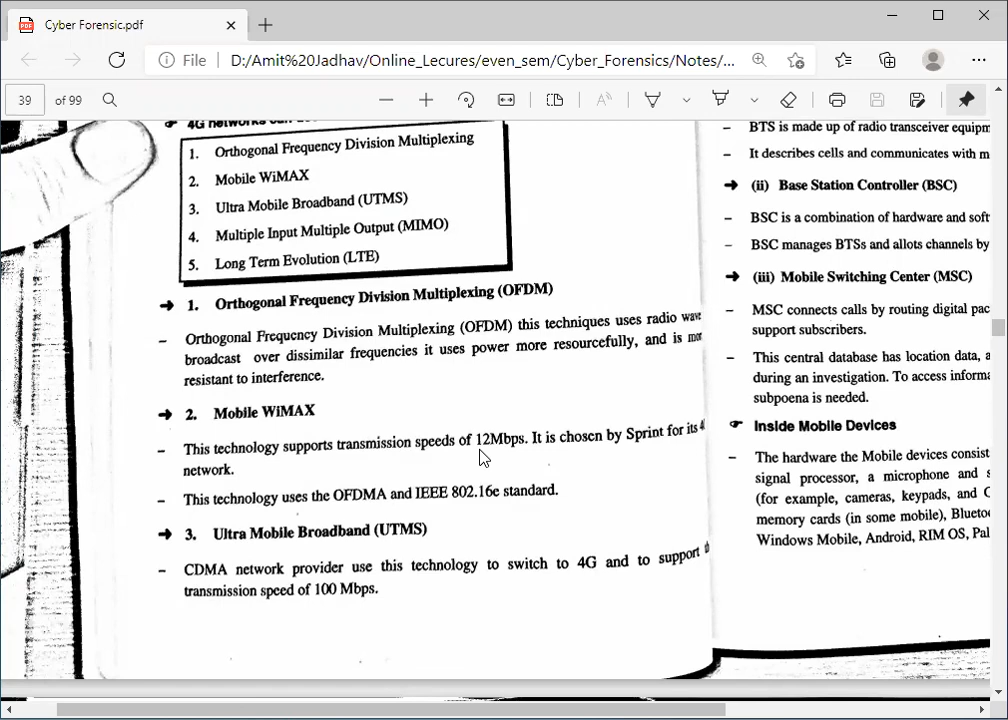 Cyber Forensic.pdf
File
D:/Amit%20Jadhav/Online_Lecures/even_sem/Cyber_Forensics/Notes/...
39 of 99
1. Orthogonal Frequency Division Multiplexing
2. Mobile WiMAX
3. Ultra Mobile Broadband (UTMS)
4. Multiple Input Multiple Output (MIMO)
5. Long Term Evolution (LTE)
→ 1. Orthogonal Frequency Division Multiplexing (OFDM)
– Orthogonal Frequency Division Multiplexing (OFDM) this techniques uses radio wave
broadcast over dissimilar frequencies it uses power more resourcefully, and is
resistant to interference.
→ 2. Mobile WiMAX
– This technology supports transmission speeds of 12Mbps. It is chosen by Sprint for its
network.
– This technology uses the OFDMA and IEEE 802.16e standard.
→ 3. Ultra Mobile Broadband (UTMS)
– CDMA network provider use this technology to switch to 4G and to support
transmission speed of 100 Mbps.
– BTS is made up of radio transceiver equipm
– It describes cells and communicates with m
→ (ii) Base Station Controller (BSC)
– BSC is a combination of hardware and soft
– BSC manages BTSs and allots channels by
→ (iii) Mobile Switching Center (MSC)
– MSC connects calls by routing digital pac
support subscribers.
– This central database has location data, a
during an investigation. To access informa
subpoena is needed.
☛ Inside Mobile Devices
– The hardware the Mobile devices consist
signal processor, a microphone and s
(for example, cameras, keypads, and
memory cards (in some mobile), Blueto
Windows Mobile, Android, RIM OS, Pal